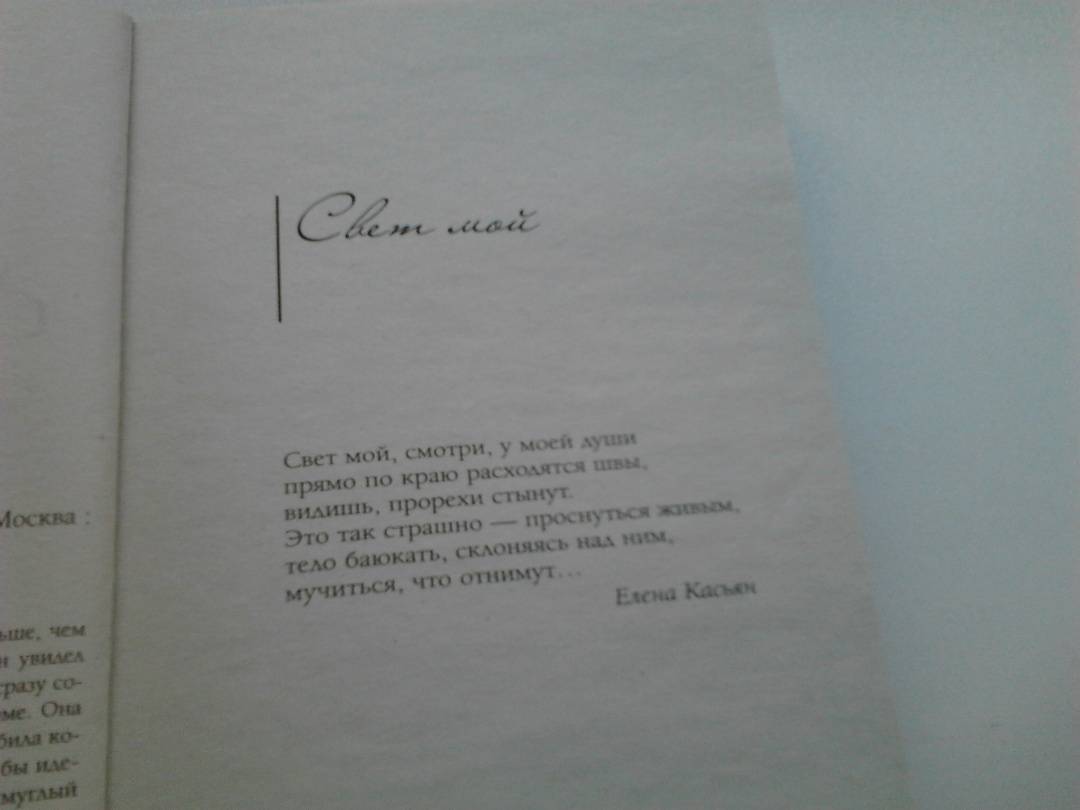 Москва :
ьше, чем
н увидел
сразу со-
ме. Она
била ко-
бы иде-
муглый
Свет мой
Свет мой, смотри, у моей души
прямо по краю расходятся швы,
видишь, прорехи стынут.
Это так страшно — проснуться живым,
тело баюкать, склоняясь над ним,
мучиться, что отнимут…
Елена Касьян